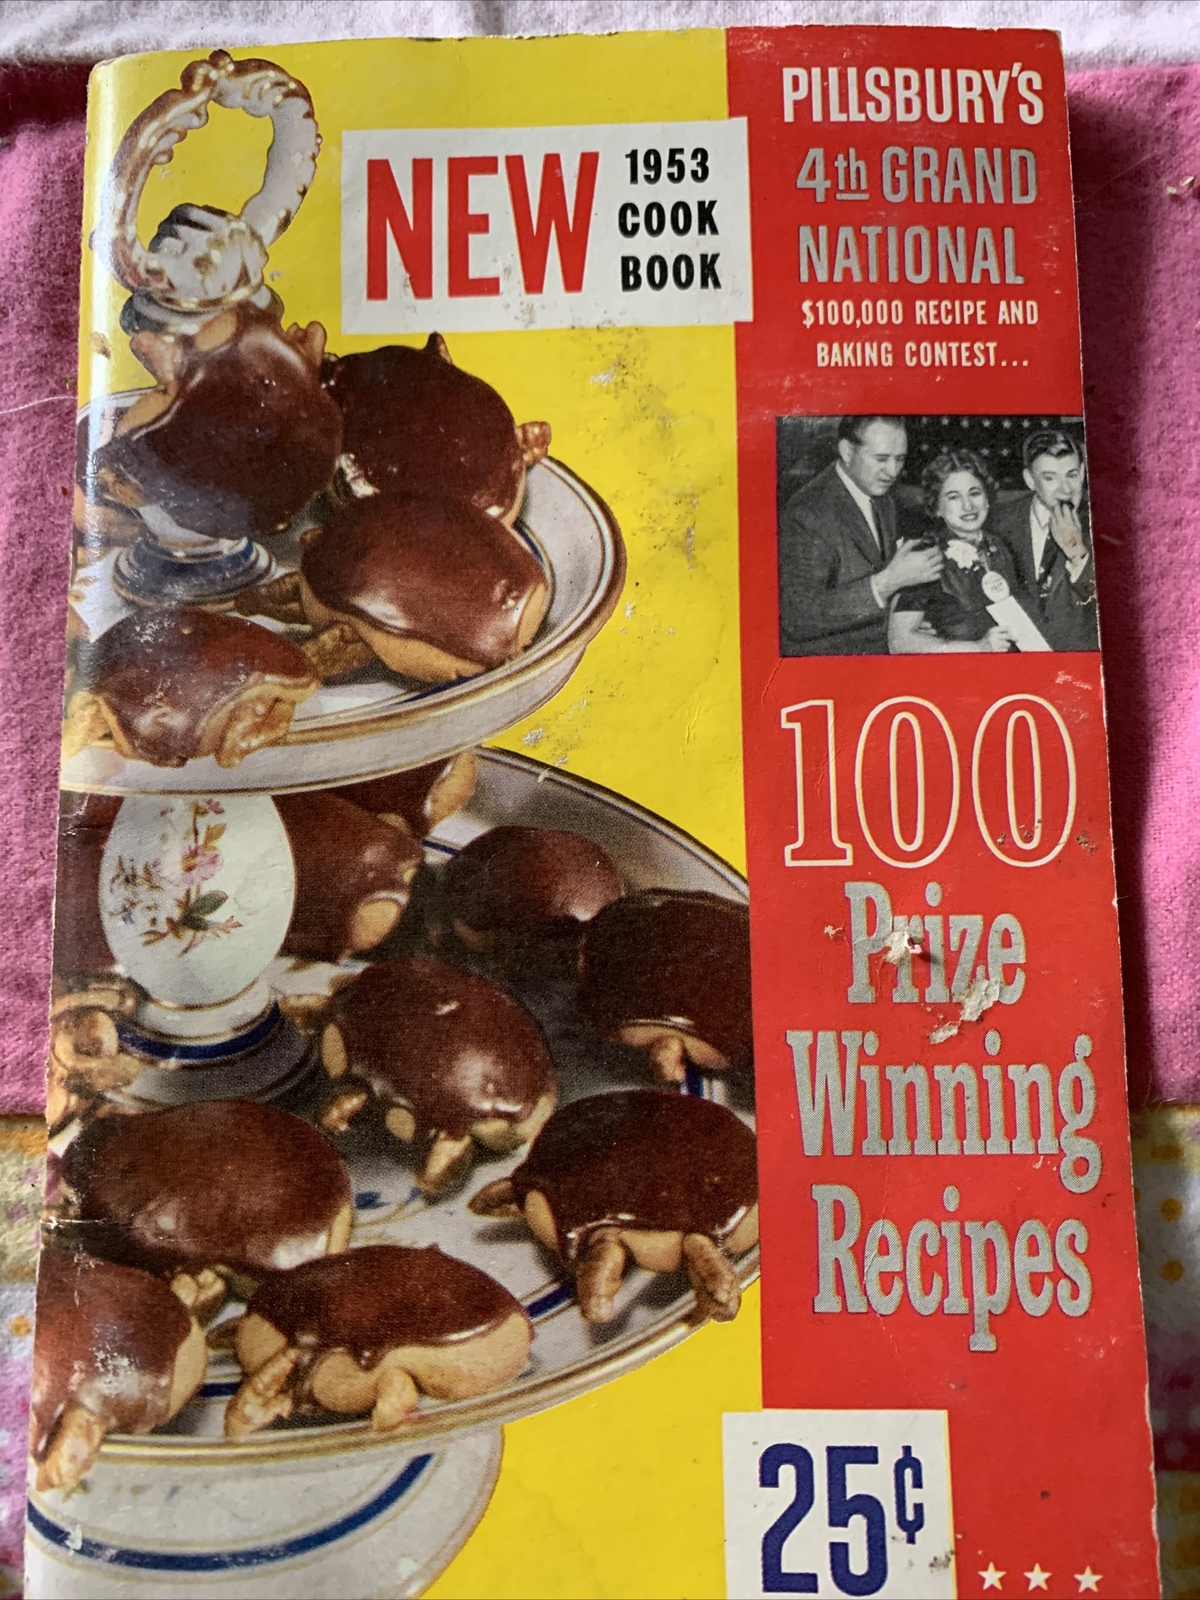 NEW
1953
COOK
BOOK
PILLSBURY'S
4th GRAND
NATIONAL
$100,000 RECIPE AND
BAKING CONTEST...
100
Prize
Winning
Recipes
25¢